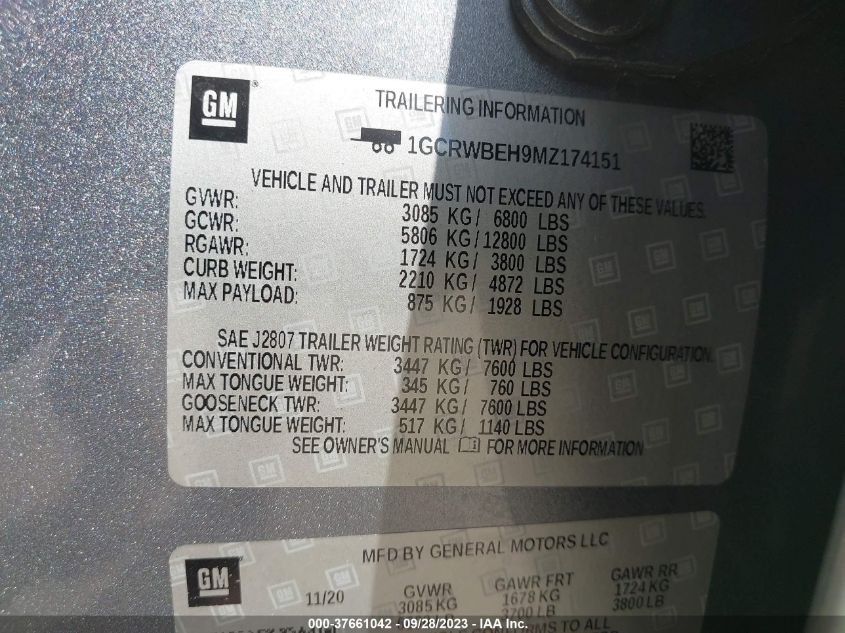 GM ®
TRAILERING INFORMATION
1GCRWBEH9MZ174151
VEHICLE AND TRAILER MUST NOT EXCEED ANY OF THESE VALUES.
GVWR: 3085 KG/ 6800 LBS
GCWR: 5806 KG/12800 LBS
RGAWR: 1724 KG/ 3800 LBS
CURB WEIGHT: 2210 KG/ 4872 LBS
MAX PAYLOAD: 875 KG/ 1928 LBS
SAE J2807 TRAILER WEIGHT RATING (TWR) FOR VEHICLE CONFIGURATION.
CONVENTIONAL TWR: 3447 KG/ 7600 LBS
MAX TONGUE WEIGHT: 345 KG/ 760 LBS
GOOSENECK TWR: 3447 KG/ 7600 LBS
MAX TONGUE WEIGHT: 517 KG/ 1140 LBS
SEE OWNER'S MANUAL FOR MORE INFORMATION
GM
MFD BY GENERAL MOTORS LLC
11/20 GVWR GAWR FRT GAWR RR
3085 KG 1678 KG 1724 KG
3700 LB 3800 LB
CONFORMS TO ALL
000-37661042 - 09/28/2023 - IAA Inc.